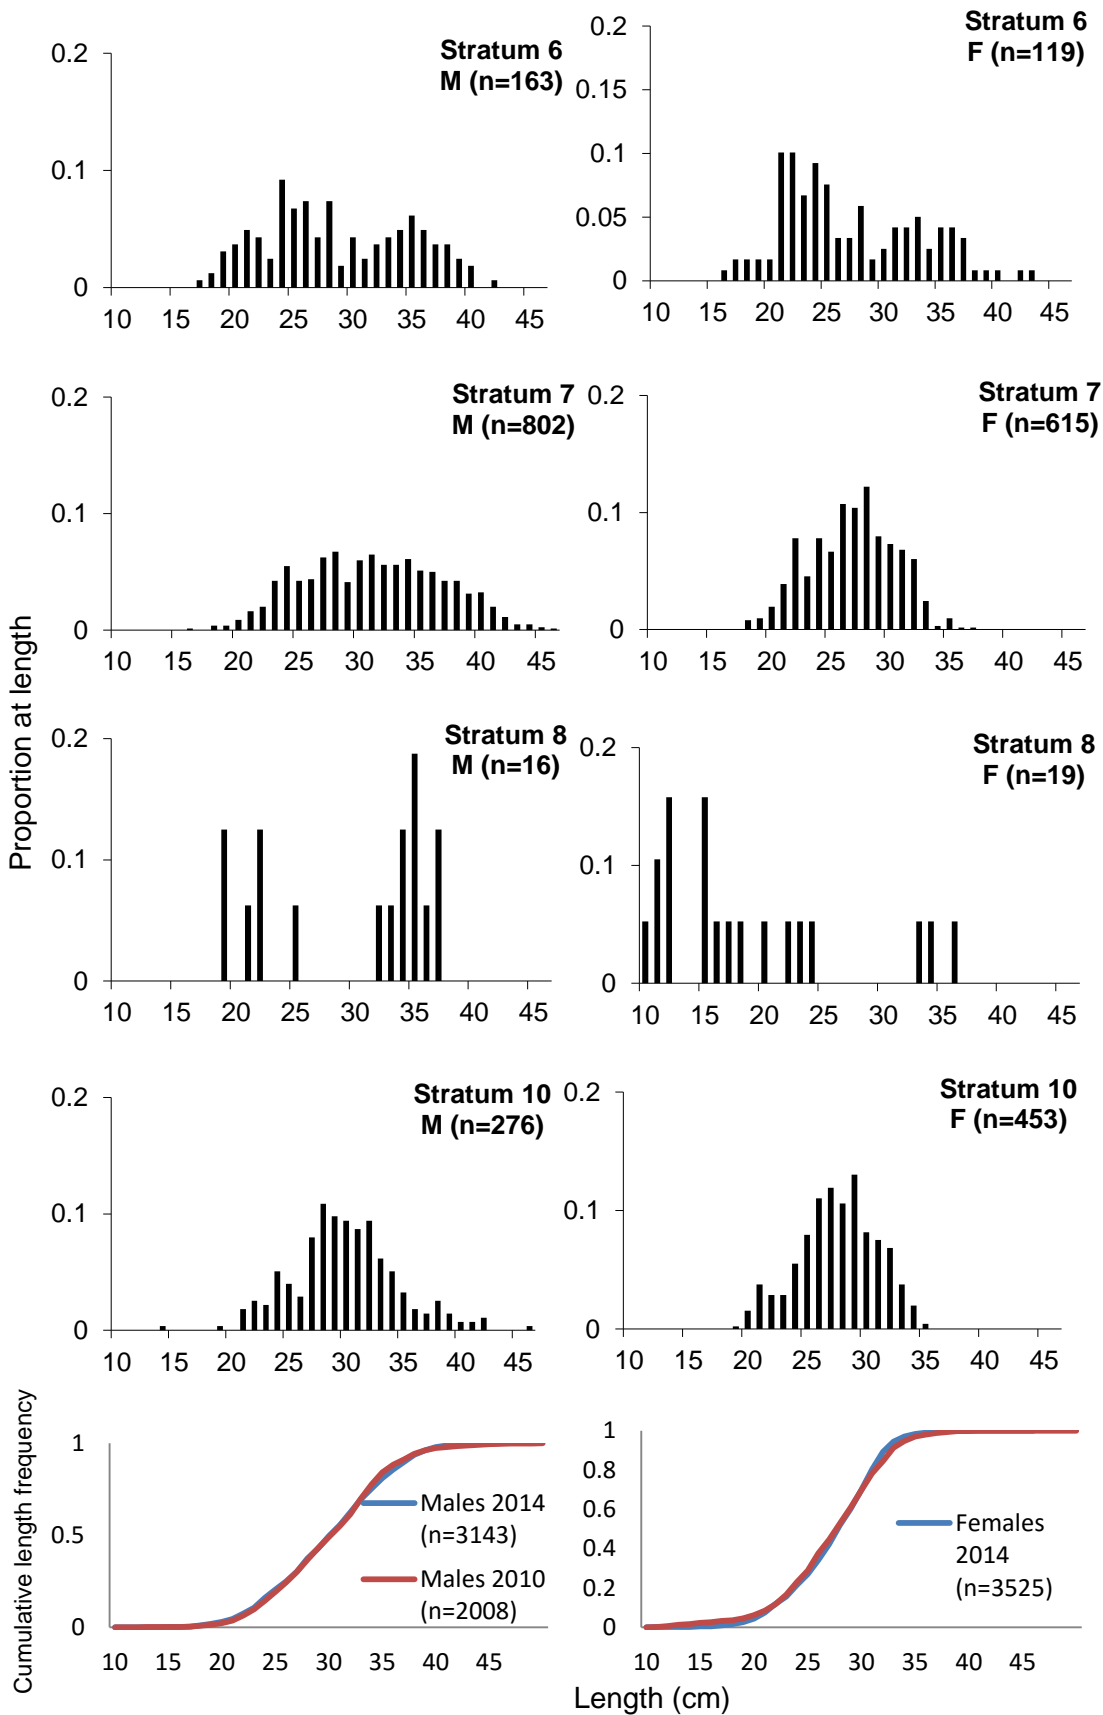 Stratum 6
M (n=163)
0.2
0.1
0
10 15 20 25 30 35 40 45
Stratum 6
F (n=119)
0.2
0.15
0.1
0.05
0
10 15 20 25 30 35 40 45
Stratum 7
M (n=802)
0.2
0.1
0
10 15 20 25 30 35 40 45
Stratum 7
F (n=615)
0.2
0.1
0
10 15 20 25 30 35 40 45
Proportion at length
Stratum 8
M (n=16)
0.2
0.1
0
10 15 20 25 30 35 40 45
Stratum 8
F (n=19)
0.2
0.1
0
10 15 20 25 30 35 40 45
Stratum 10
M (n=276)
0.2
0.1
0
10 15 20 25 30 35 40 45
Stratum 10
F (n=453)
0.2
0.1
0
10 15 20 25 30 35 40 45
Cumulative length frequency
1
0.5
0
Males 2014
(n=3143)
Males 2010
(n=2008)
10 15 20 25 30 35 40 45
1
0.8
0.6
0.4
0.2
0
Females
2014
(n=3525)
10 15 20 25 30 35 40 45
Length (cm)